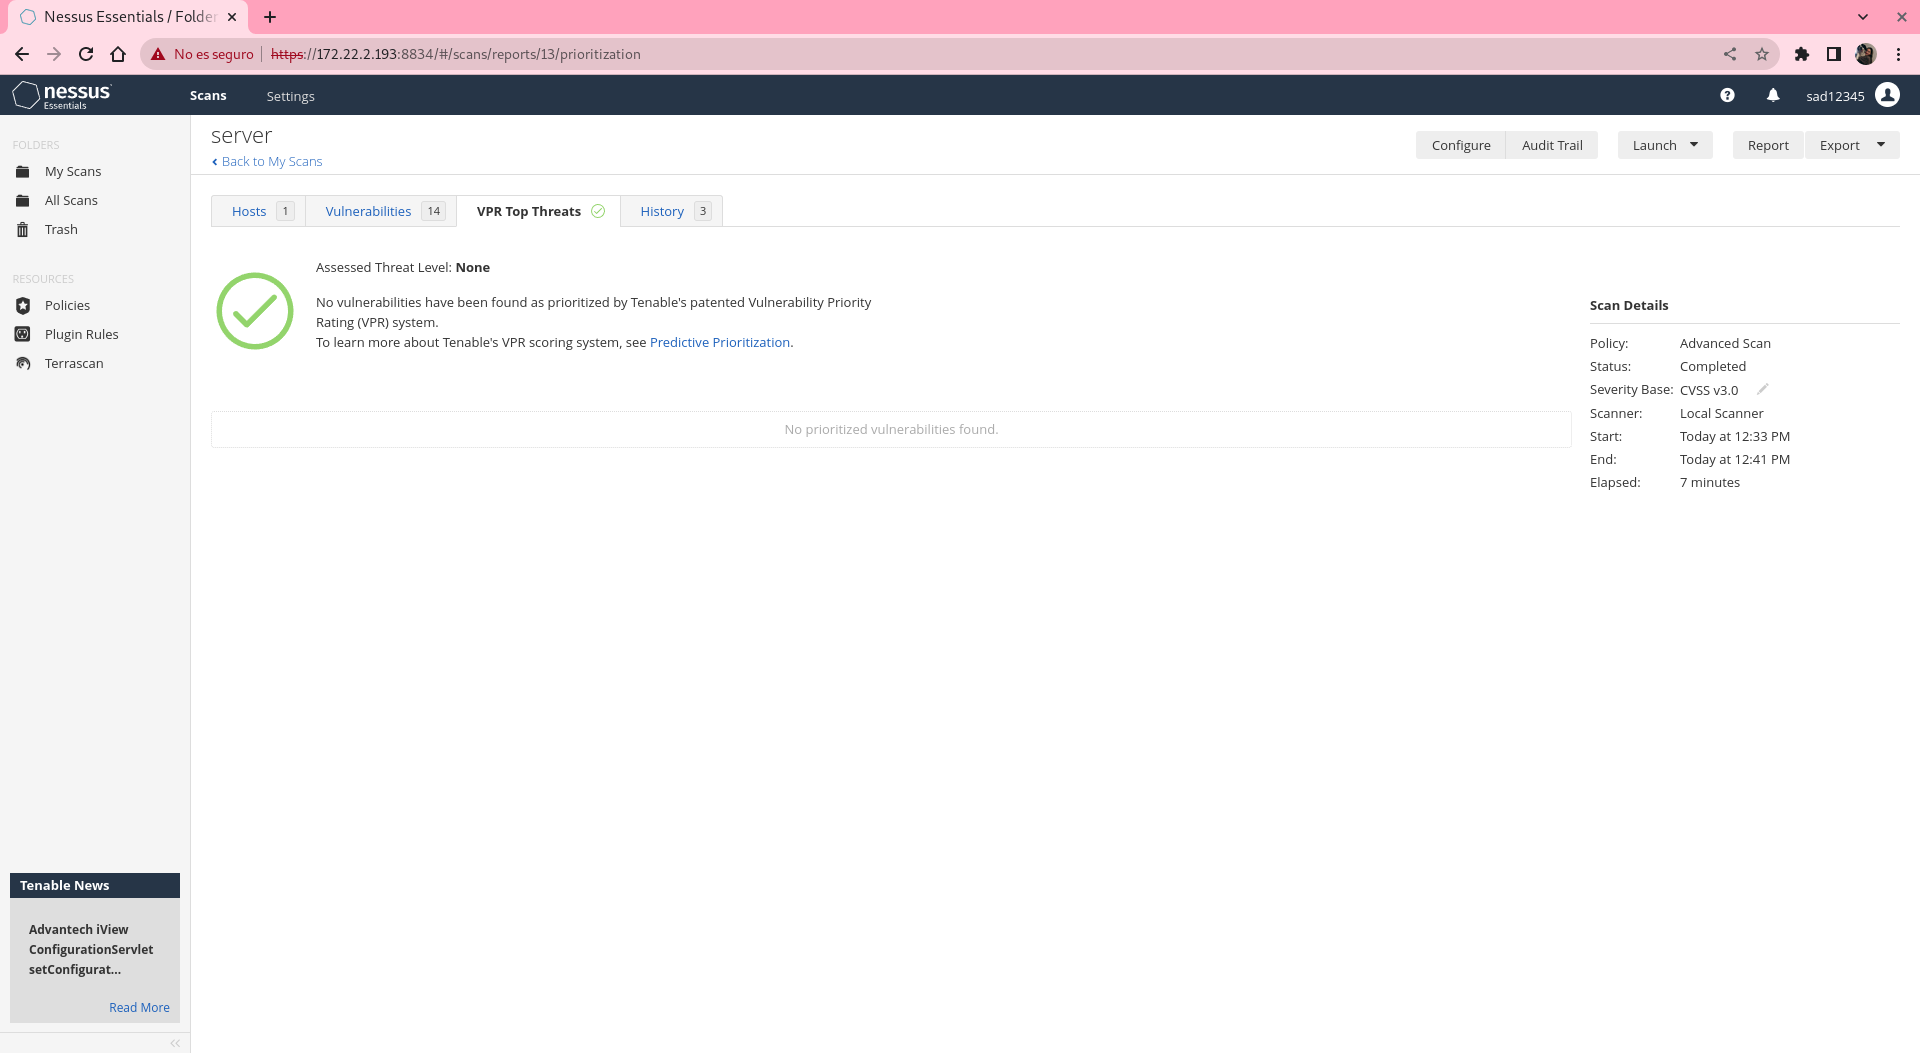 Nessus Essentials / Folder
No es seguro
https://172.22.2.193:8834/#/scans/reports/13/prioritization
nessus
Essentials
Scans
Settings
sad12345
FOLDERS
My Scans
All Scans
Trash
RESOURCES
Policies
Plugin Rules
Terrascan
Tenable News
Advantech iView
ConfigurationServlet
setConfigurat...
Read More
server
Back to My Scans
Configure
Audit Trail
Launch
Report
Export
Hosts 1
Vulnerabilities 14
VPR Top Threats
History 3
Assessed Threat Level: None
No vulnerabilities have been found as prioritized by Tenable's patented Vulnerability Priority
Rating (VPR) system.
To learn more about Tenable's VPR scoring system, see Predictive Prioritization.
No prioritized vulnerabilities found.
Scan Details
Policy: Advanced Scan
Status: Completed
Severity Base: CVSS v3.0
Scanner: Local Scanner
Start: Today at 12:33 PM
End: Today at 12:41 PM
Elapsed: 7 minutes